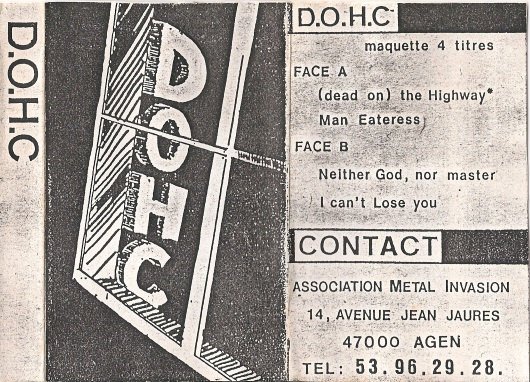 D.O.H.C
DOHC
D.O.H.C
maquette 4 titres
FACE A
(dead on) the Highway*
Man Eateress
FACE B
Neither God, nor master
I can't Lose you
CONTACT
ASSOCIATION METAL INVASION
14, AVENUE JEAN JAURES
47000 AGEN
TEL: 53.96.29.28.